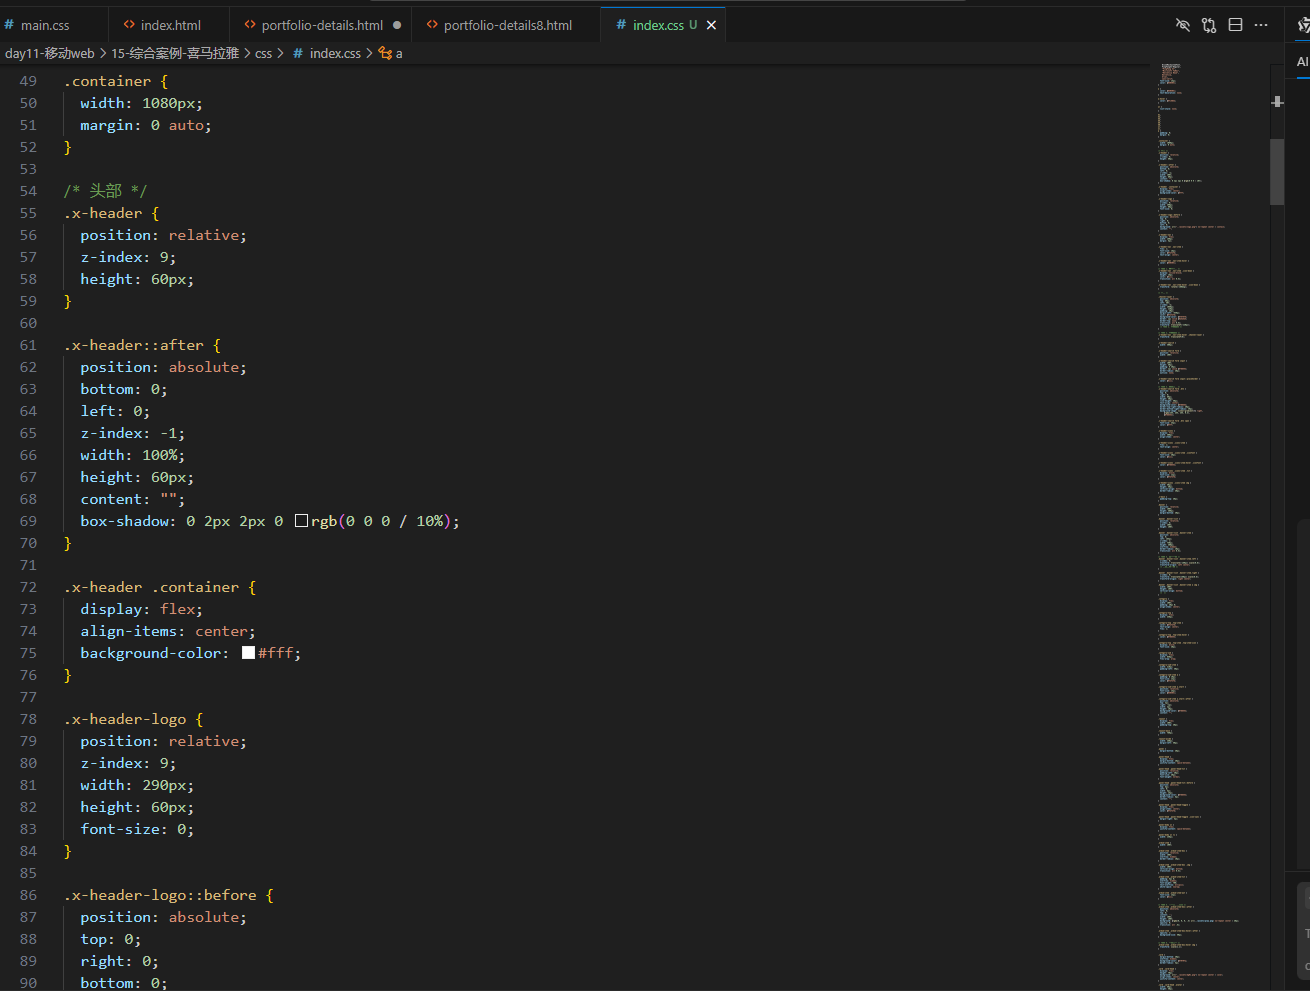 main.css
index.html
portfolio-details.html
portfolio-details8.html
index.css U
day11-移动web > 15-综合案例-喜马拉雅 > css > # index.css > a
49 .container {
50 width: 1080px;
51 margin: 0 auto;
52 }
53
54 /* 头部 */
55 .x-header {
56 position: relative;
57 z-index: 9;
58 height: 60px;
59 }
60
61 .x-header::after {
62 position: absolute;
63 bottom: 0;
64 left: 0;
65 z-index: -1;
66 width: 100%;
67 height: 60px;
68 content: "";
69 box-shadow: 0 2px 2px 0 rgb(0 0 0 / 10%);
70 }
71
72 .x-header .container {
73 display: flex;
74 align-items: center;
75 background-color: #fff;
76 }
77
78 .x-header-logo {
79 position: relative;
80 z-index: 9;
81 width: 290px;
82 height: 60px;
83 font-size: 0;
84 }
85
86 .x-header-logo::before {
87 position: absolute;
88 top: 0;
89 right: 0;
90 bottom: 0;